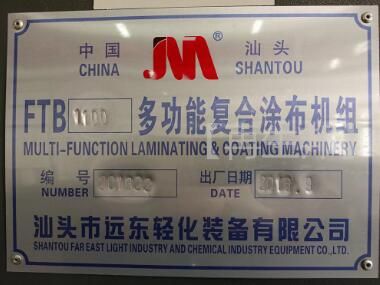 中国 JM® 汕头
CHINA SHANTOU
FTB 1100 多功能复合涂布机组
MULTI-FUNCTION LAMINATING & COATING MACHINERY
编号 出厂日期
NUMBER DATE
汕头市远东轻化装备有限公司
SHANTOU FAR EAST LIGHT INDUSTRY AND CHEMICAL INDUSTRY EQUIPMENT CO.,LTD.